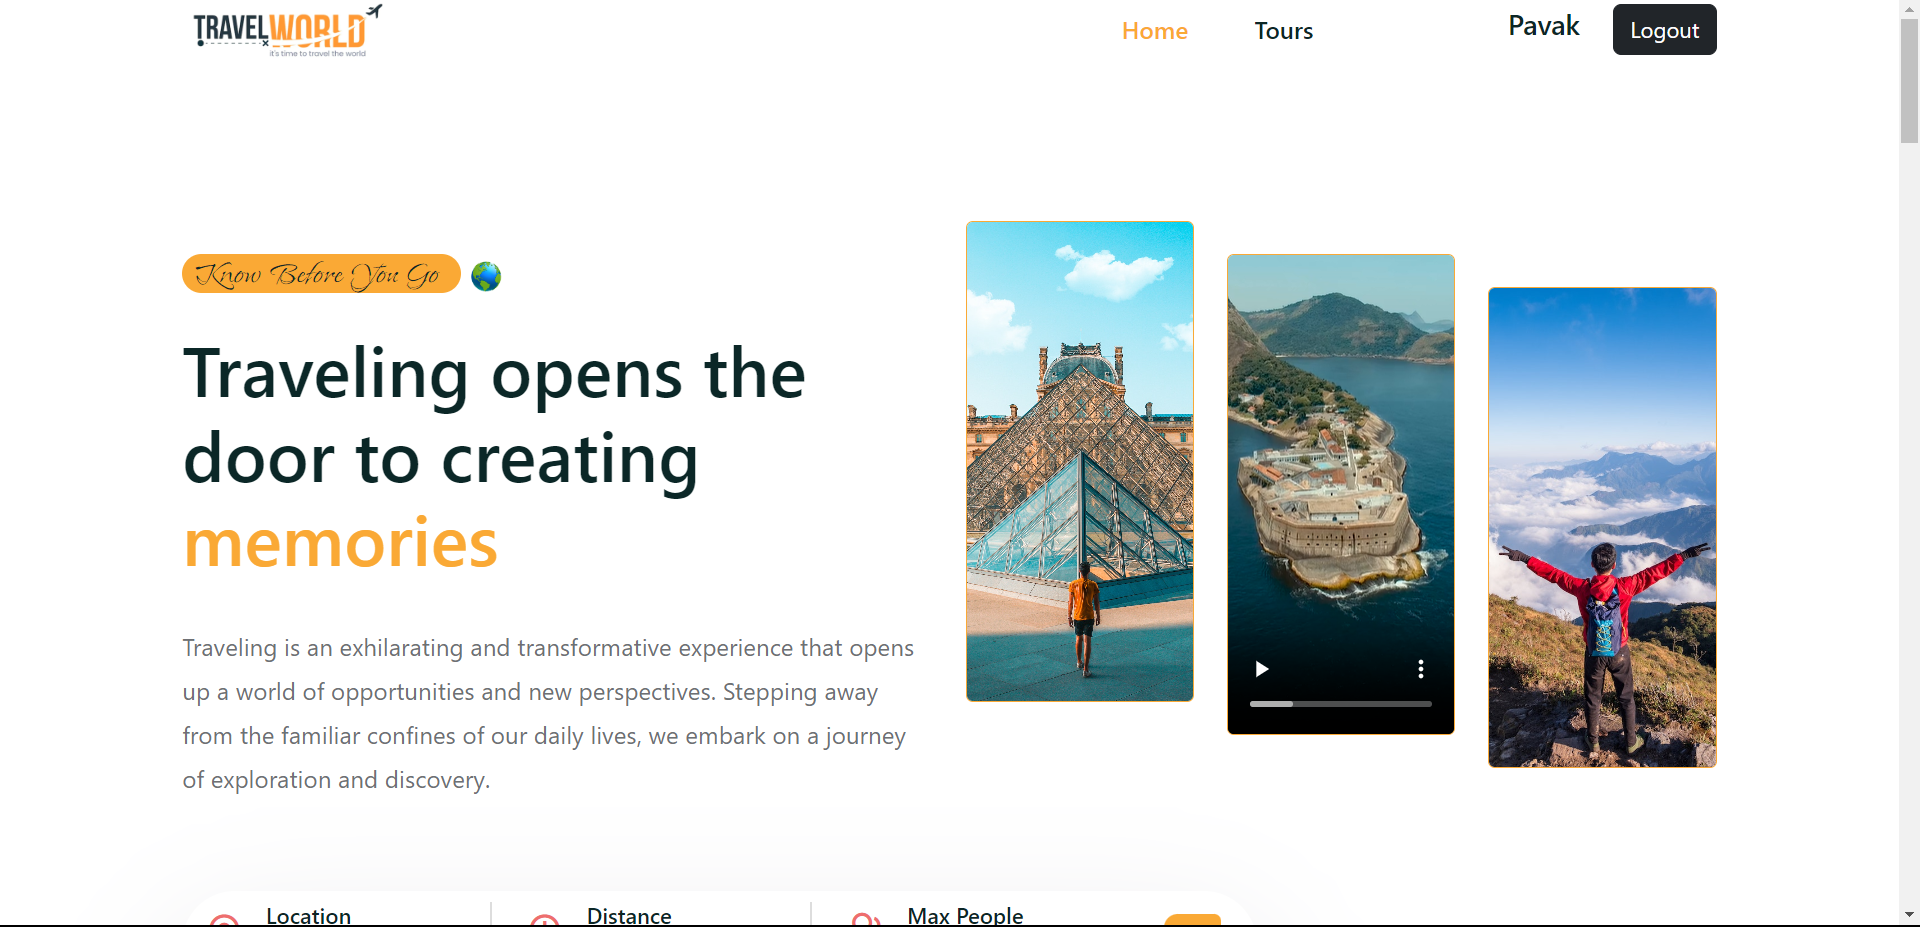 TRAVELWORLD
it's time to travel the world
Home
Tours
Pavak
Logout
Know Before You Go
Traveling opens the
door to creating
memories
Traveling is an exhilarating and transformative experience that opens
up a world of opportunities and new perspectives. Stepping away
from the familiar confines of our daily lives, we embark on a journey
of exploration and discovery.
Location
Distance
Max People